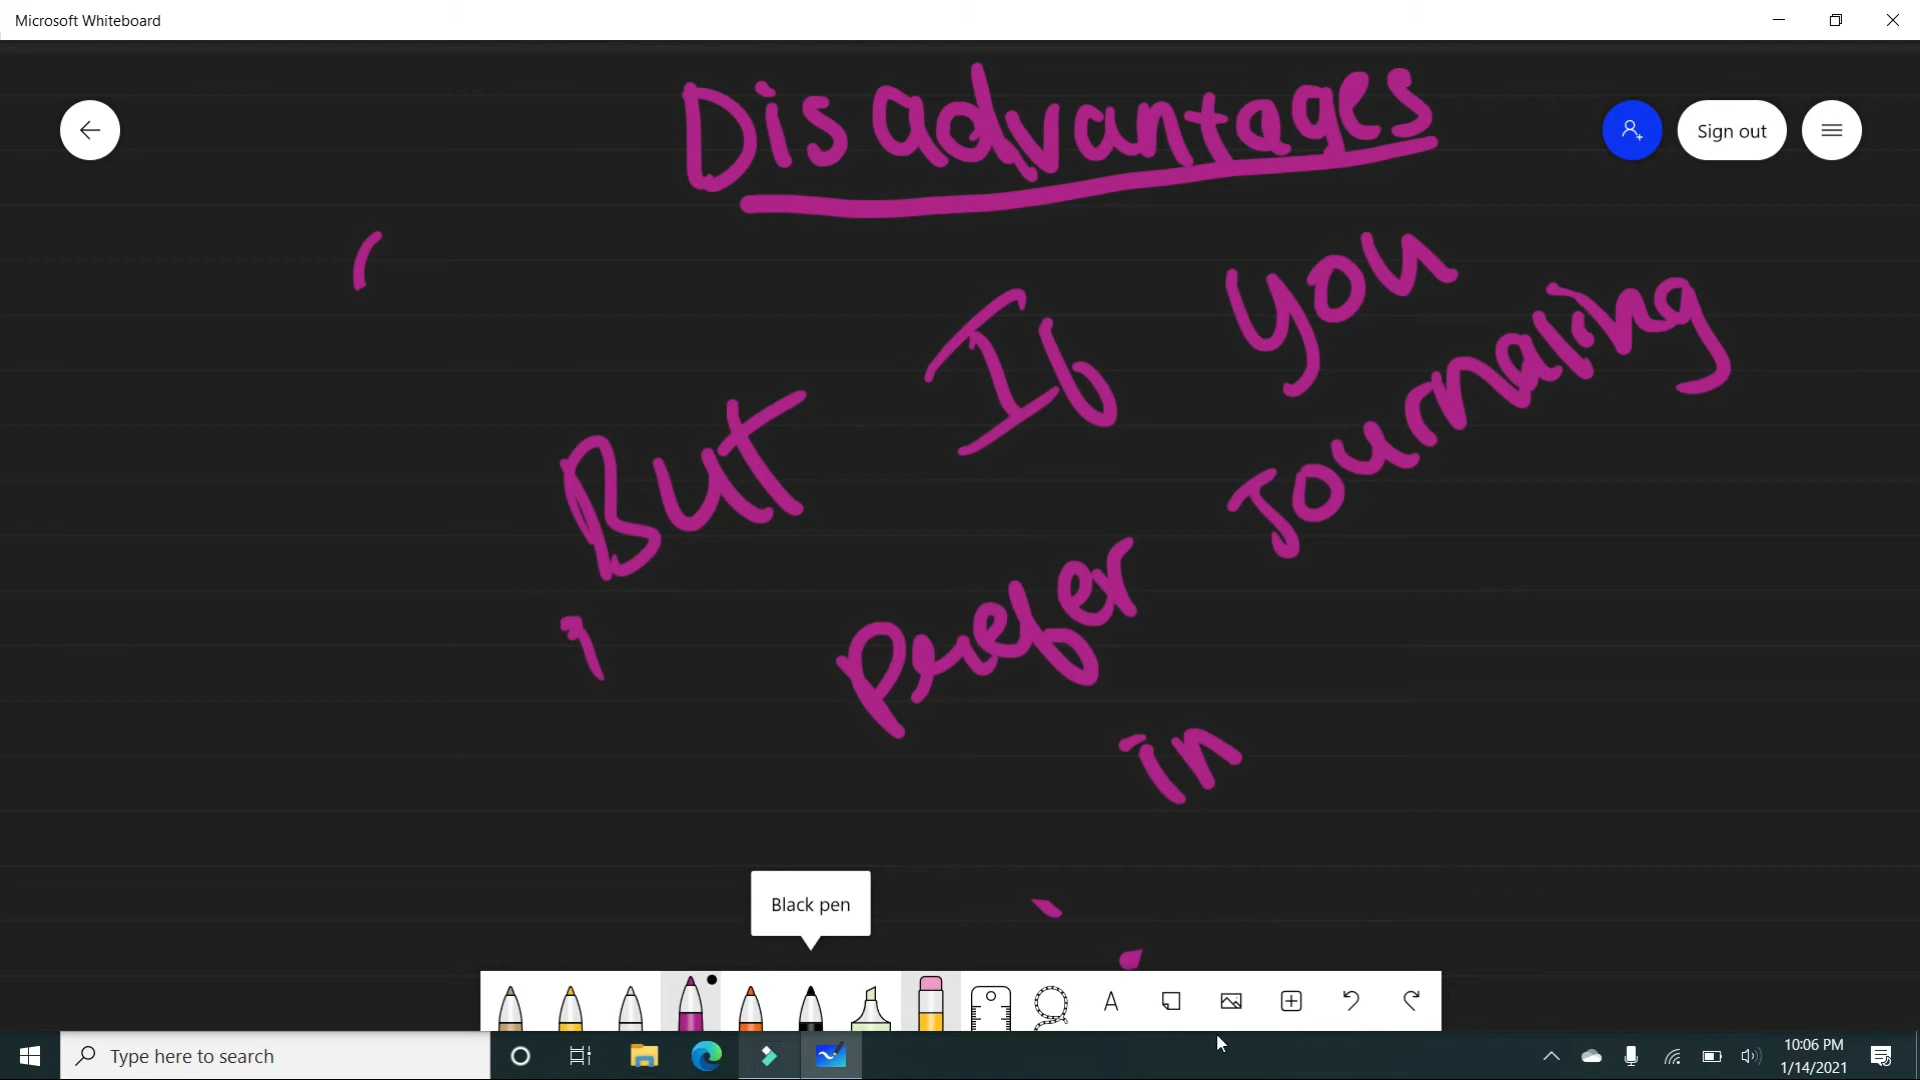 Microsoft Whiteboard
Disadvantages
Sign out
But If you
prefer Journaling
in
Black pen
Type here to search
10:06 PM
1/14/2021